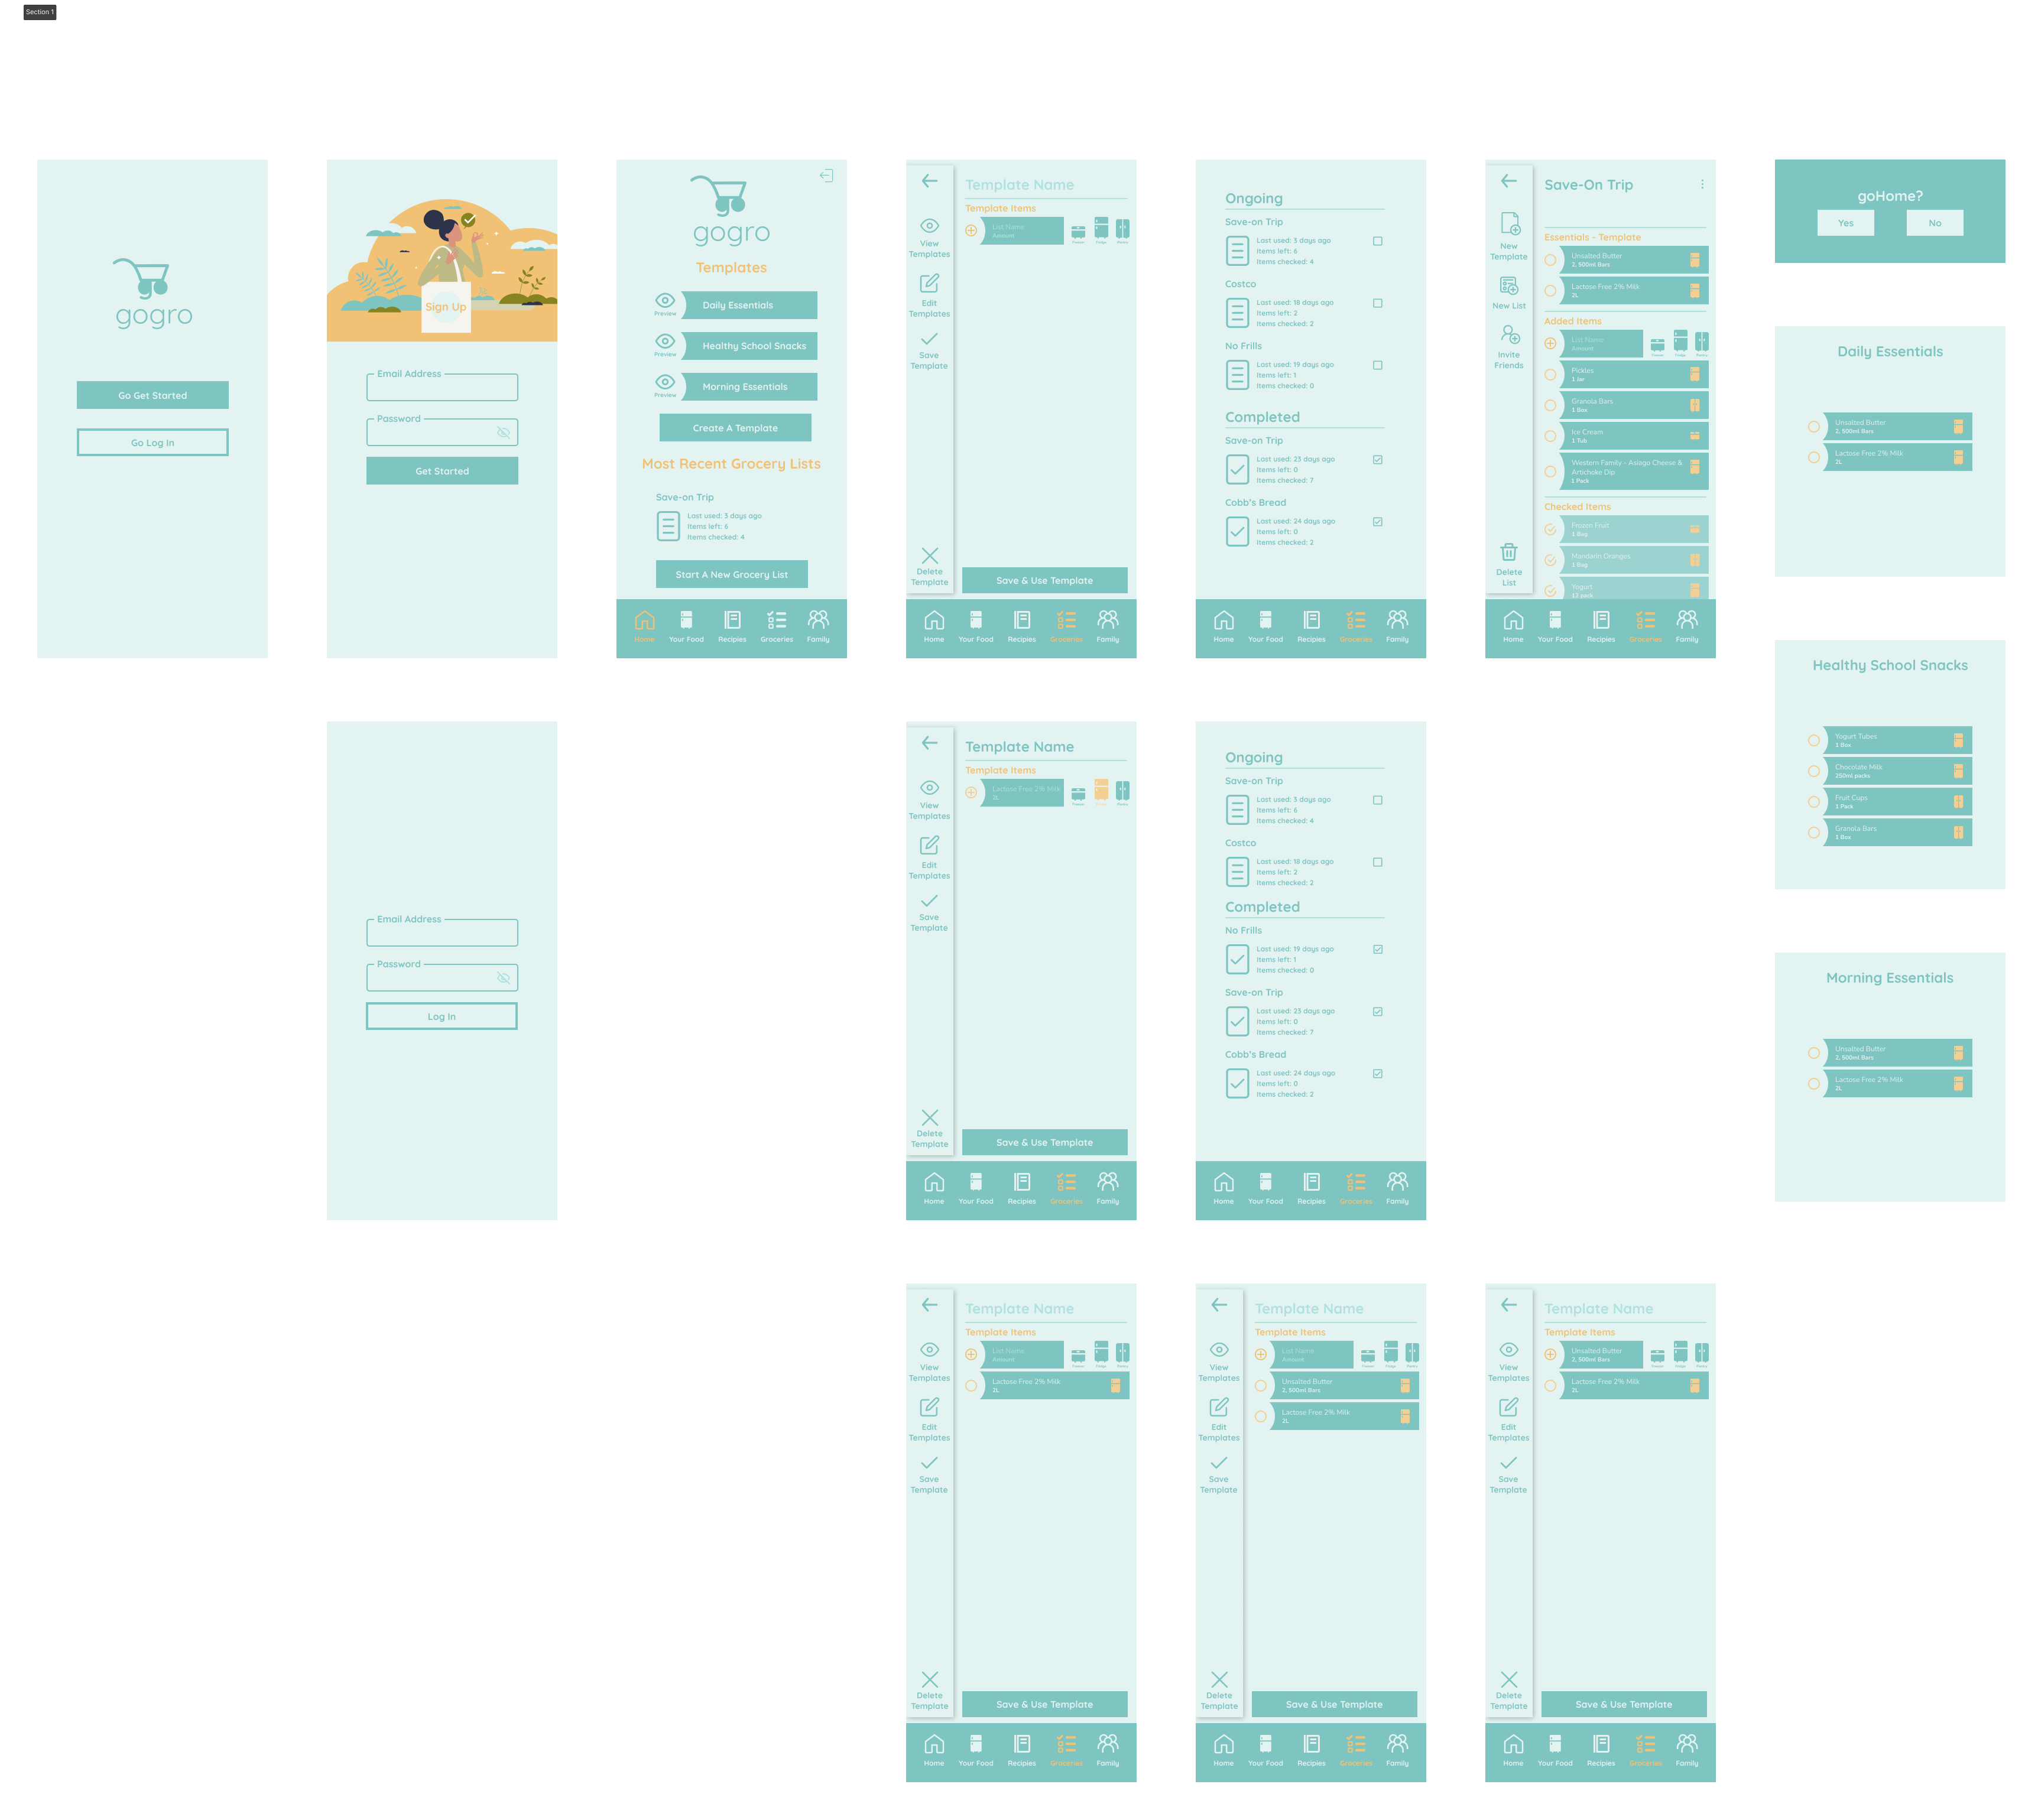 Section 1
gogro
Go Get Started
Go Log In
Sign Up
Email Address
Password
Get Started
gogro
Templates
Preview
Daily Essentials
Preview
Healthy School Snacks
Preview
Morning Essentials
Create A Template
Most Recent Grocery Lists
Save-on Trip
Last used: 3 days ago
Items left: 6
Items checked: 4
Start A New Grocery List
Home
Your Food
Recipies
Groceries
Family
View
Templates
Edit
Templates
Save
Template
Delete
Template
Template Name
Template Items
List Name
Amount
Freezer
Fridge
Pantry
Save & Use Template
Home
Your Food
Recipies
Groceries
Family
Ongoing
Save-on Trip
Last used: 3 days ago
Items left: 6
Items checked: 4
Costco
Last used: 18 days ago
Items left: 2
Items checked: 2
No Frills
Last used: 19 days ago
Items left: 1
Items checked: 0
Completed
Save-on Trip
Last used: 23 days ago
Items left: 0
Items checked: 7
Cobb's Bread
Last used: 24 days ago
Items left: 0
Items checked: 2
Home
Your Food
Recipies
Groceries
Family
New
Template
New List
Invite
Friends
Delete
List
Save-On Trip
Essentials - Template
Unsalted Butter
2, 500ml Bars
Lactose Free 2% Milk
2L
Added Items
List Name
Amount
Freezer
Fridge
Pantry
Pickles
1 Jar
Granola Bars
1 Box
Ice Cream
1 Tub
Western Family - Asiago Cheese &
Artichoke Dip
1 Pack
Checked Items
Frozen Fruit
1 Bag
Mandarin Oranges
1 Bag
Yogurt
12 pack
Home
Your Food
Recipies
Groceries
Family
goHome?
Yes
No
Daily Essentials
Unsalted Butter
2, 500ml Bars
Lactose Free 2% Milk
2L
Healthy School Snacks
Yogurt Tubes
1 Box
Chocolate Milk
250ml packs
Fruit Cups
1 Pack
Granola Bars
1 Box
Morning Essentials
Unsalted Butter
2, 500ml Bars
Lactose Free 2% Milk
2L
Email Address
Password
Log In
View
Templates
Edit
Templates
Save
Template
Delete
Template
Template Name
Template Items
Lactose Free 2% Milk
2L
Freezer
Pantry
Save & Use Template
Home
Your Food
Recipies
Groceries
Family
Ongoing
Save-on Trip
Last used: 3 days ago
Items left: 6
Items checked: 4
Costco
Last used: 18 days ago
Items left: 2
Items checked: 2
Completed
No Frills
Last used: 19 days ago
Items left: 1
Items checked: 0
Save-on Trip
Last used: 23 days ago
Items left: 0
Items checked: 7
Cobb's Bread
Last used: 24 days ago
Items left: 0
Items checked: 2
Home
Your Food
Recipies
Groceries
Family
View
Templates
Edit
Templates
Save
Template
Delete
Template
Template Name
Template Items
List Name
Amount
Freezer
Fridge
Pantry
Lactose Free 2% Milk
2L
Save & Use Template
Home
Your Food
Recipies
Groceries
Family
View
Templates
Edit
Templates
Save
Template
Delete
Template
Template Name
Template Items
List Name
Amount
Freezer
Fridge
Pantry
Unsalted Butter
2, 500ml Bars
Lactose Free 2% Milk
2L
Save & Use Template
Home
Your Food
Recipies
Groceries
Family
View
Templates
Edit
Templates
Save
Template
Delete
Template
Template Name
Template Items
Unsalted Butter
2, 500ml Bars
Freezer
Fridge
Pantry
Lactose Free 2% Milk
2L
Save & Use Template
Home
Your Food
Recipies
Groceries
Family